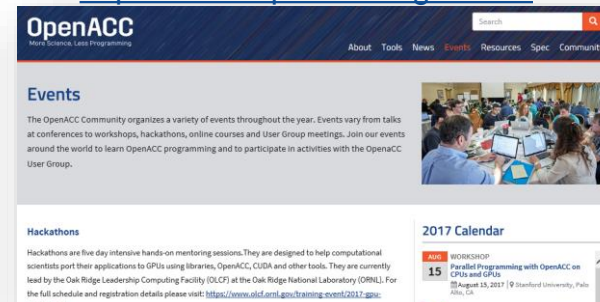 OpenACC
More Science, Less Programming
Search
About Tools News Events Resources Spec Community
Events
The OpenACC Community organizes a variety of events throughout the year. Events vary from talks
at conferences to workshops, hackathons, online courses and User Group meetings. Join our events
around the world to learn OpenACC programming and to participate in activities with the OpenaCC
User Group.
Hackathons
Hackathons are five day intensive hands-on mentoring sessions.They are designed to help computational
scientists port their applications to GPUs using libraries, OpenACC, CUDA and other tools. They are currently
lead by the Oak Ridge Leadership Computing Facility (OLCF) at the Oak Ridge National Laboratory (ORNL). For
the full schedule and registration details please visit: https://www.olcf.ornl.gov/training-event/2017-gpu-
2017 Calendar
AUG
15
WORKSHOP
Parallel Programming with OpenACC on
CPUs and GPUs
August 15, 2017 | Stanford University, Palo
Alto, CA